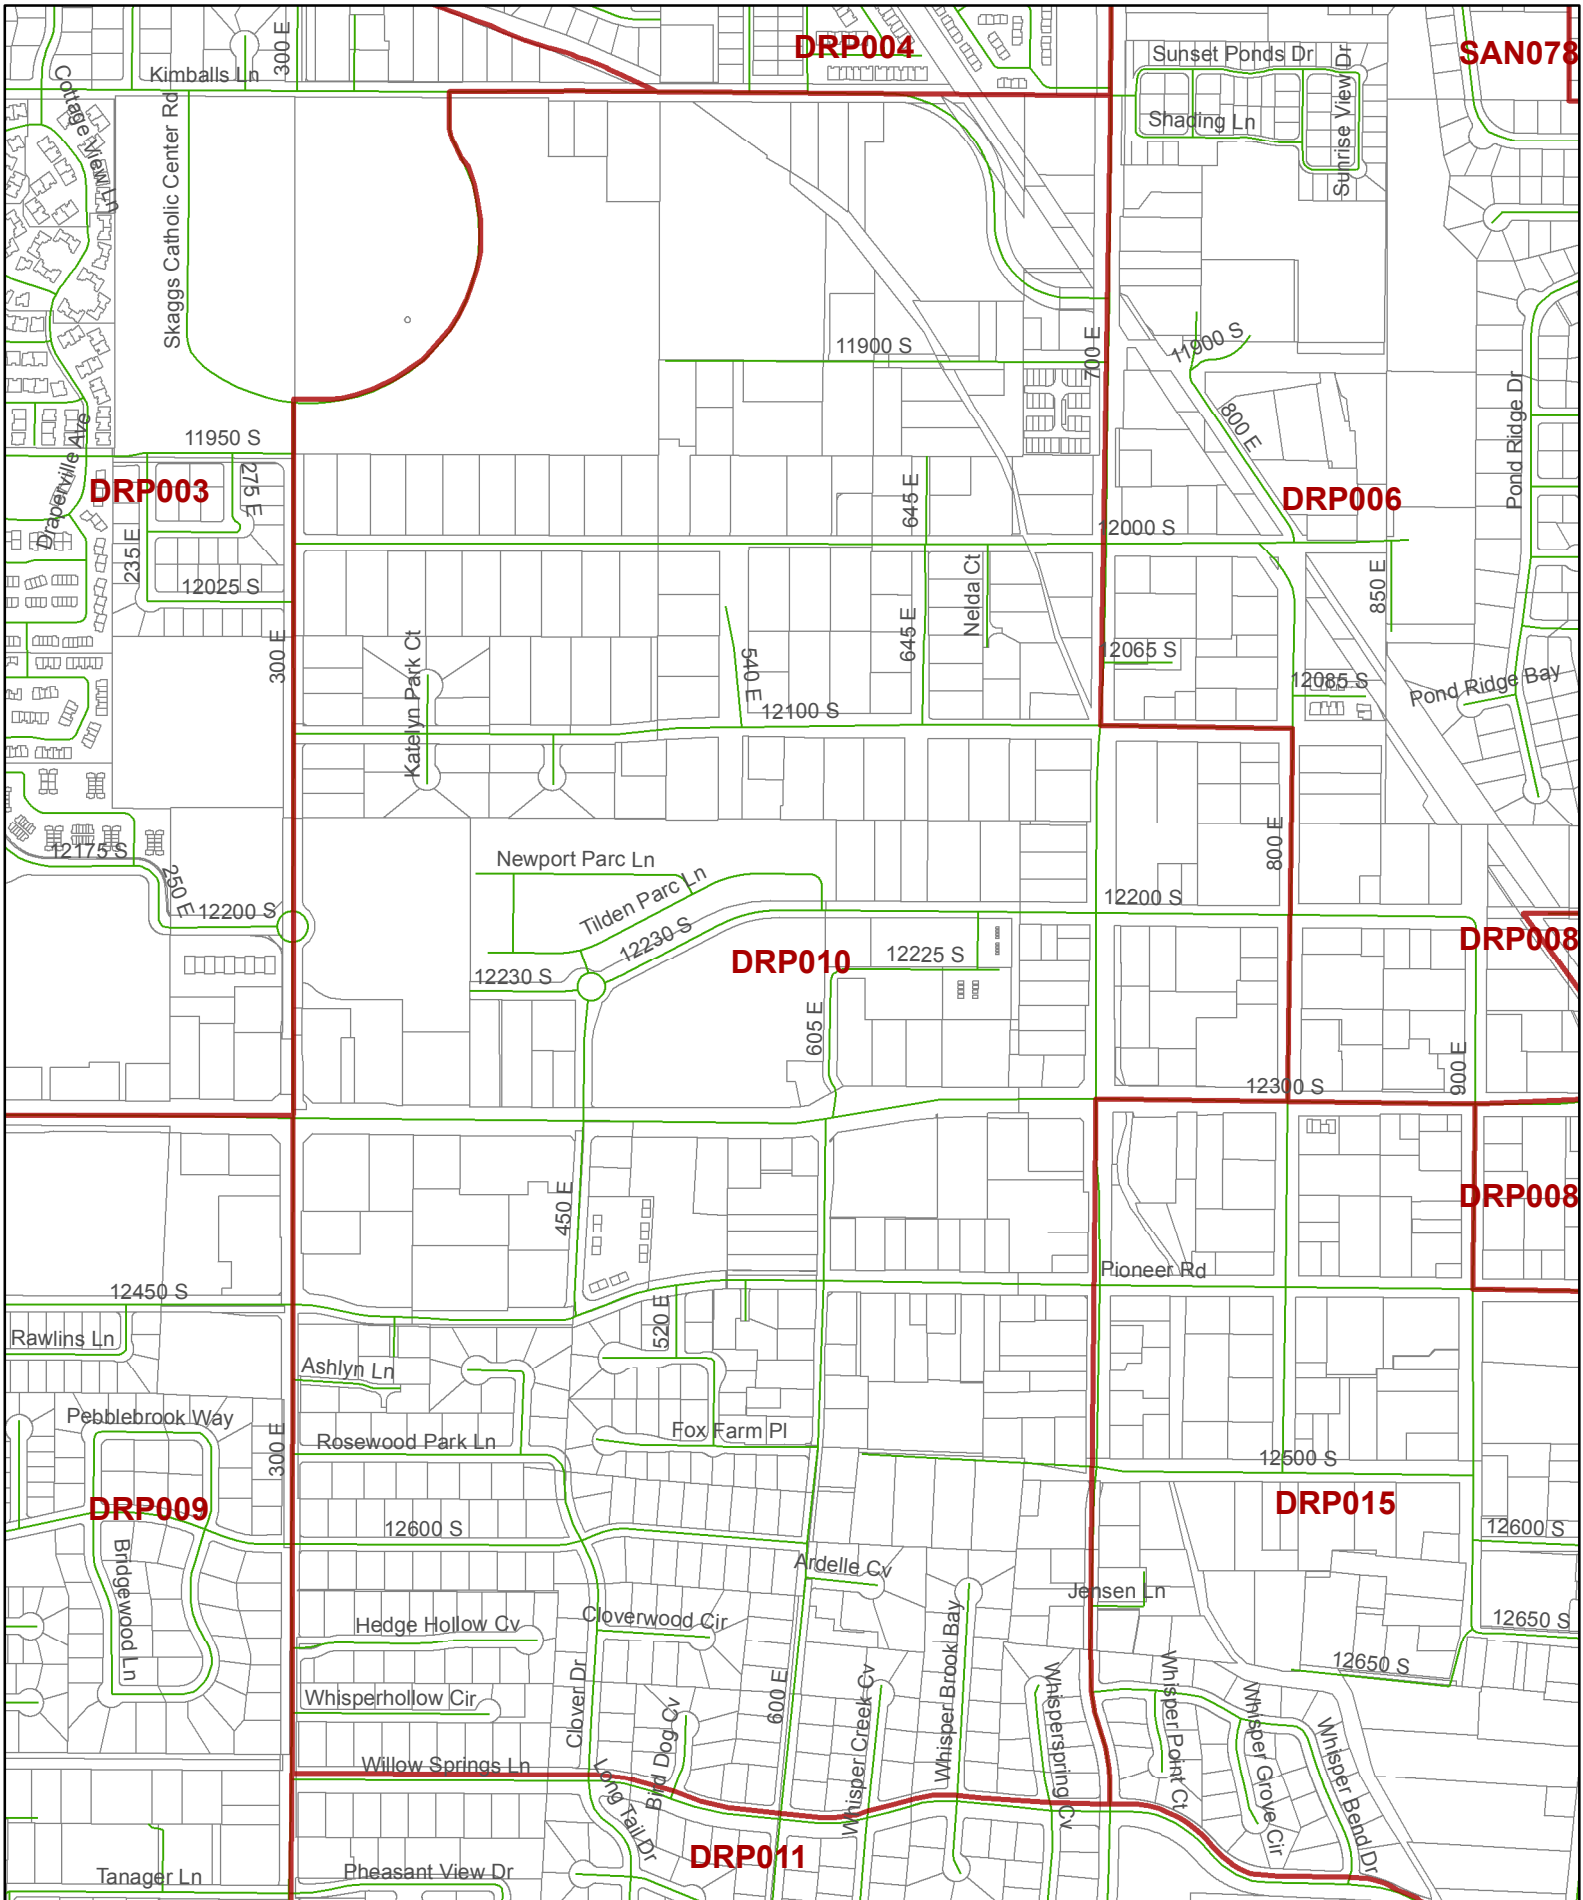 DRP004
Sunset Ponds Dr
SAN078
Kimballs Ln
300 E
Cottage View Ln
Skaggs Catholic Center Rd
Shading Ln
Sunrise View Dr
11900 S
700 E
11900 S
800 E
Pond Ridge Dr
11950 S
Draperville Ave
DRP003
275 E
645 E
DRP006
12000 S
235 E
12025 S
Nelda Ct
850 E
300 E
Katelyn Park Ct
645 E
540 E
12065 S
12085 S
Pond Ridge Bay
12100 S
12175 S
250 E
12200 S
Newport Parc Ln
Tilden Parc Ln
12230 S
12230 S
800 E
12200 S
DRP010
12225 S
DRP008
605 E
12300 S
900 E
450 E
DRP008
Pioneer Rd
12450 S
Rawlins Ln
520 E
Ashlyn Ln
Pebblebrook Way
300 E
Rosewood Park Ln
Fox Farm Pl
12500 S
DRP009
DRP015
12600 S
12600 S
Bridgewood Ln
Ardelle Cv
Jensen Ln
Hedge Hollow Cv
Cloverwood Cir
12650 S
12650 S
Whisperhollow Cir
Clover Dr
Bird Dog Cv
600 E
Whisper Creek Cv
Whisper Brook Bay
Whisperspring Cv
Whisper Point Ct
Whisper Grove Cir
Whisper Bend Dr
Willow Springs Ln
Long Tail Dr
DRP011
Tanager Ln
Pheasant View Dr